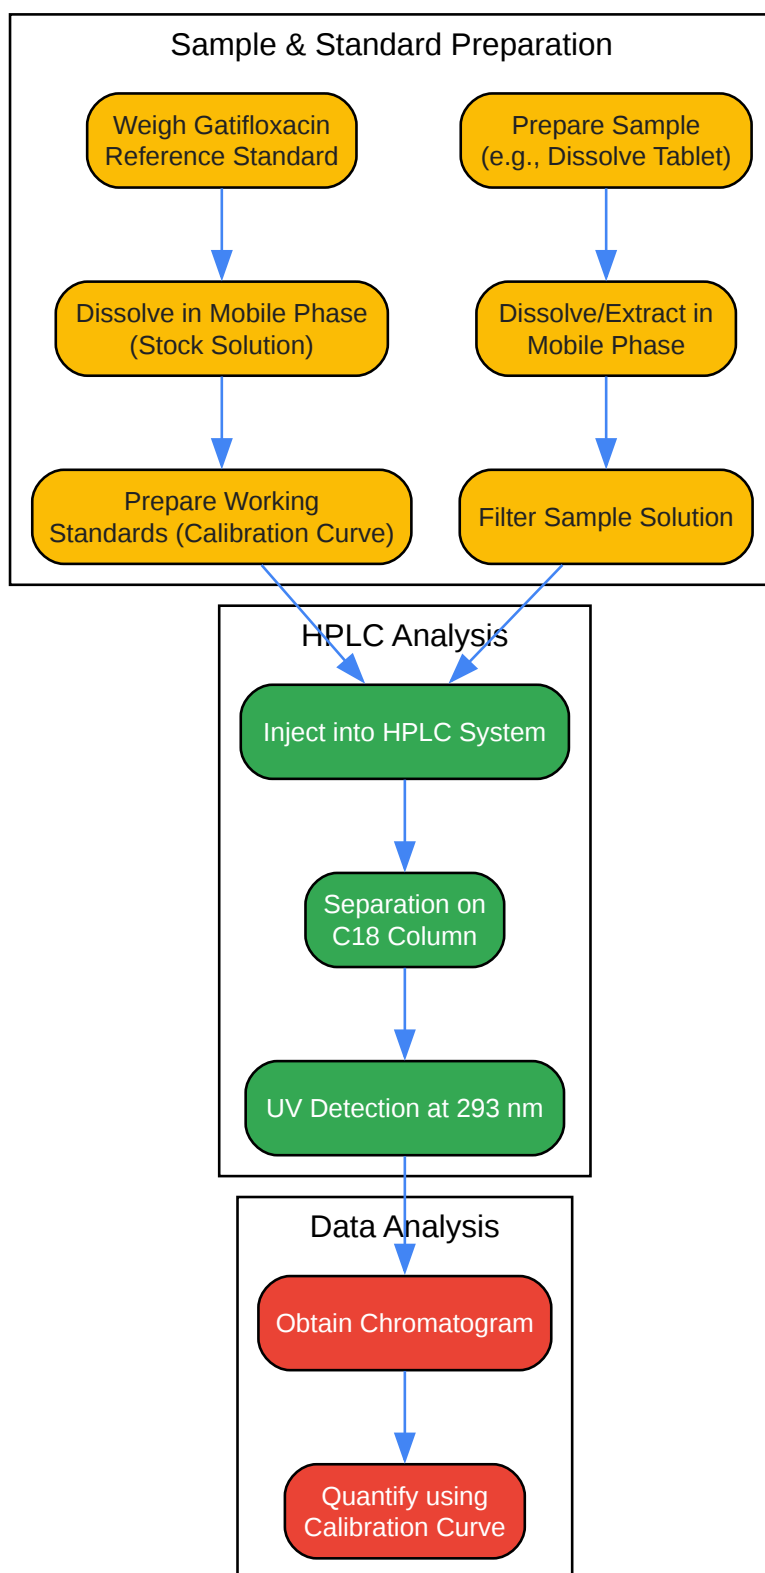 Sample & Standard Preparation
Weigh Gatifloxacin
Reference Standard
Dissolve in Mobile Phase
(Stock Solution)
Prepare Working
Standards (Calibration Curve)
Prepare Sample
(e.g., Dissolve Tablet)
Dissolve/Extract in
Mobile Phase
Filter Sample Solution
HPLC Analysis
Inject into HPLC System
Separation on
C18 Column
UV Detection at 293 nm
Data Analysis
Obtain Chromatogram
Quantify using
Calibration Curve